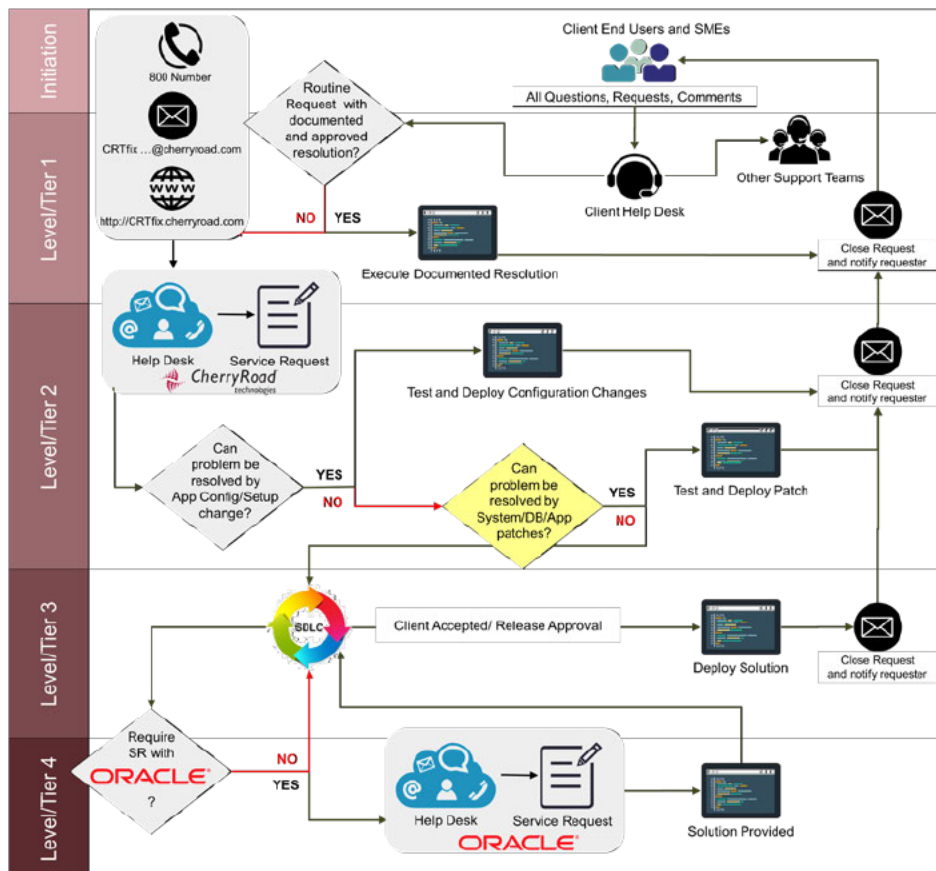 Initiation
Level/Tier 1
Level/Tier 2
Level/Tier 3
Level/Tier 4
800 Number
CRTfix ...@cherryroad.com
WWW
http://CRTfix.cherryroad.com
Routine
Request with
documented
and approved
resolution?
NO
YES
Client End Users and SMEs
All Questions, Requests, Comments
Client Help Desk
Other Support Teams
Execute Documented Resolution
Close Request
and notify requester
Help Desk
Service Request
CherryRoad
technologies
Test and Deploy Configuration Changes
Close Request
and notify requester
Can
problem be
resolved by
App Config/Setup
change?
YES
NO
Can
problem be
resolved by
System/DB/App
patches?
YES
NO
Test and Deploy Patch
SDLC
Client Accepted/ Release Approval
Deploy Solution
Close Request
and notify requester
Require
SR with
ORACLE®
?
NO
YES
Help Desk
Service Request
ORACLE®
Solution Provided